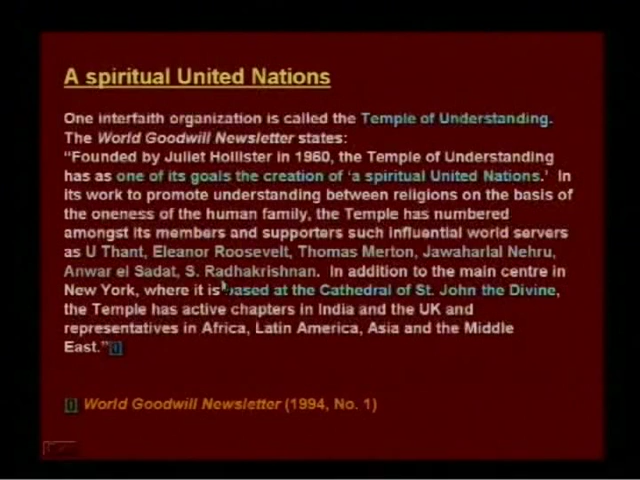 A spiritual United Nations
One interfaith organization is called the Temple of Understanding.
The World Goodwill Newsletter states:
“Founded by Juliet Hollister in 1960, the Temple of Understanding
has as one of its goals the creation of ‘a spiritual United Nations.’ In
its work to promote understanding between religions on the basis of
the oneness of the human family, the Temple has numbered
amongst its members and supporters such influential world servers
as U Thant, Eleanor Roosevelt, Thomas Merton, Jawaharlal Nehru,
Anwar el Sadat, S. Radhakrishnan. In addition to the main centre in
New York, where it is based at the Cathedral of St. John the Divine,
the Temple has active chapters in India and the UK and
representatives in Africa, Latin America, Asia and the Middle
East.”[i]
[i] World Goodwill Newsletter (1994, No. 1)